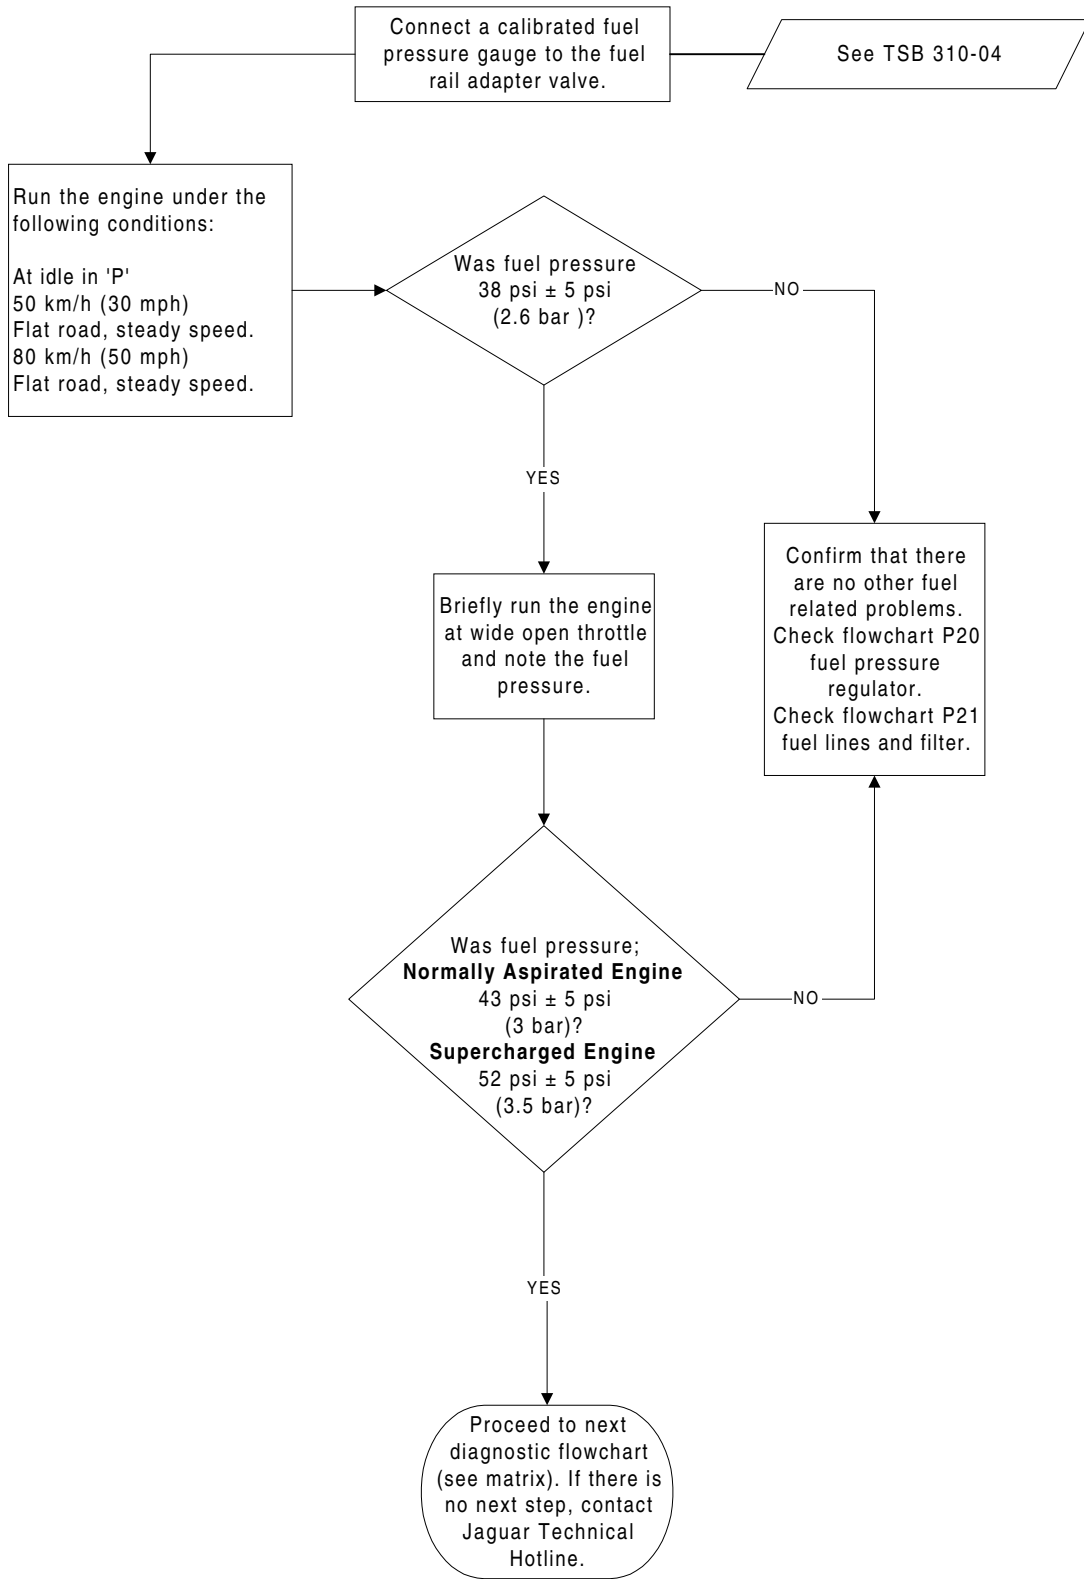 Connect a calibrated fuel
pressure gauge to the fuel
rail adapter valve.
See TSB 310-04
Run the engine under the
following conditions:
At idle in 'P'
50 km/h (30 mph)
Flat road, steady speed.
80 km/h (50 mph)
Flat road, steady speed.
Was fuel pressure
38 psi ± 5 psi
(2.6 bar )?
NO
YES
Briefly run the engine
at wide open throttle
and note the fuel
pressure.
Confirm that there
are no other fuel
related problems.
Check flowchart P20
fuel pressure
regulator.
Check flowchart P21
fuel lines and filter.
Was fuel pressure;
Normally Aspirated Engine
43 psi ± 5 psi
(3 bar)?
Supercharged Engine
52 psi ± 5 psi
(3.5 bar)?
NO
YES
Proceed to next
diagnostic flowchart
(see matrix). If there is
no next step, contact
Jaguar Technical
Hotline.